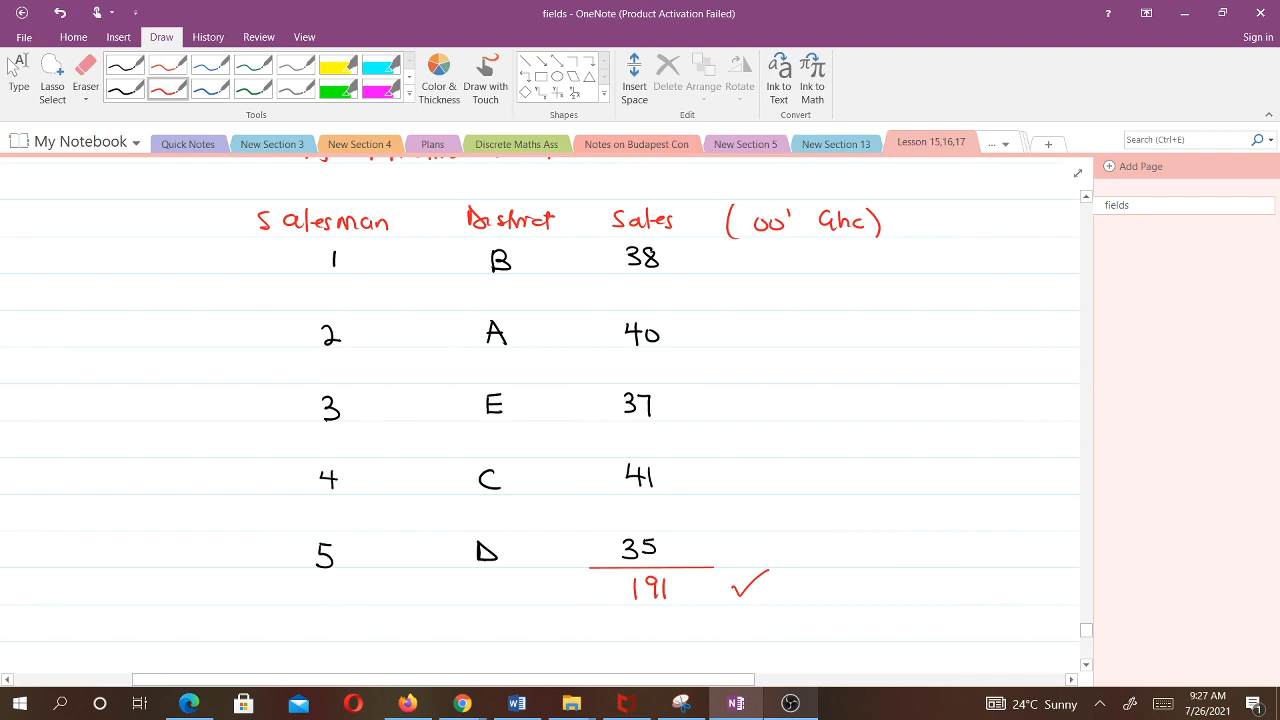 fields - OneNote (Product Activation Failed)
File Home Insert Draw History Review View
Sign in
Type
Lasso Select
Eraser
Color & Thickness
Draw with Touch
Insert Space
Delete Arrange Rotate
Ink to Text
Ink to Math
Tools Shapes Edit Convert
My Notebook Quick Notes New Section 3 New Section 4 Plans Discrete Maths Ass Notes on Budapest Con New Section 5 New Section 13 Lesson 15,16,17 ... Search (Ctrl+E)
Add Page
fields
Salesman District Sales (00' Ghc)
1 B 38
2 A 40
3 E 37
4 C 41
5 D 35
191
24°C Sunny
9:27 AM
7/26/2021